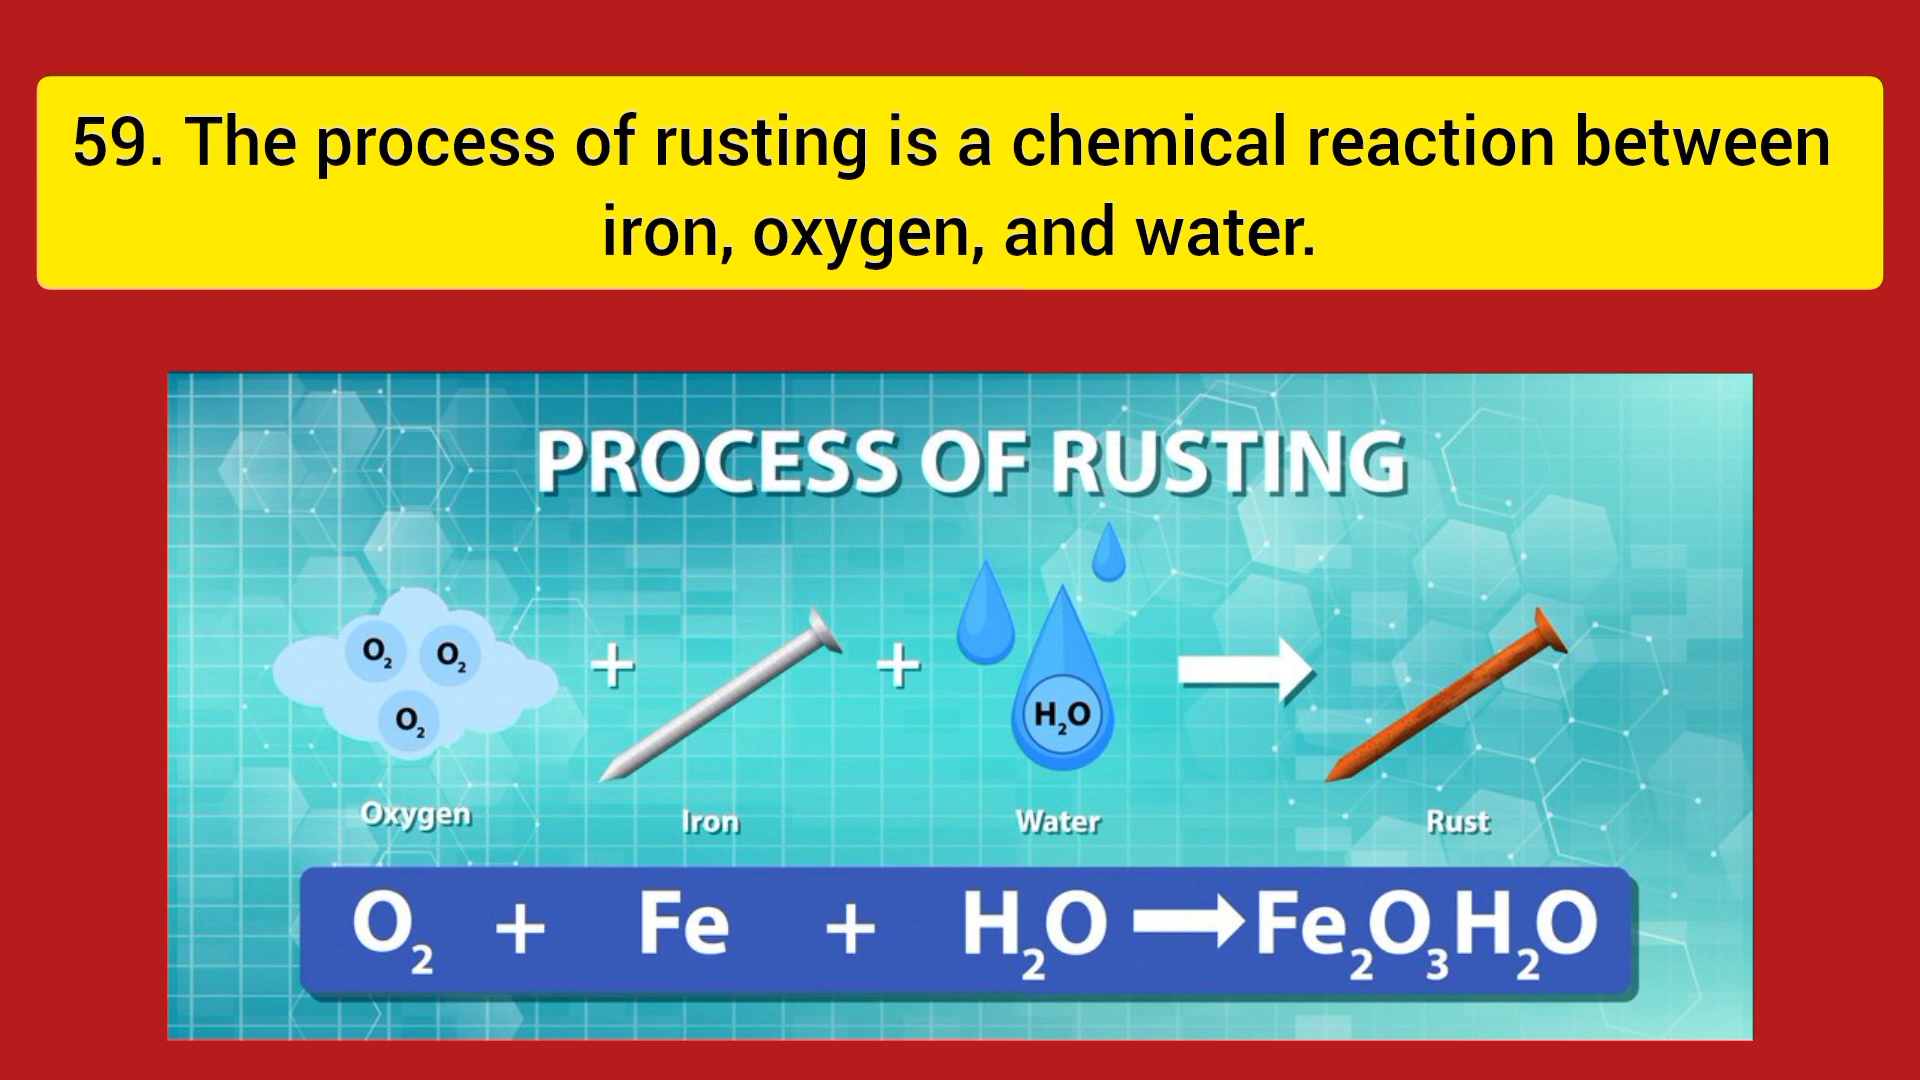 59. The process of rusting is a chemical reaction between
iron, oxygen, and water.
PROCESS OF RUSTING
O₂ O₂
O₂
+
+
H₂O
Oxygen Iron Water Rust
O₂ + Fe + H₂O → Fe₂O₃H₂O